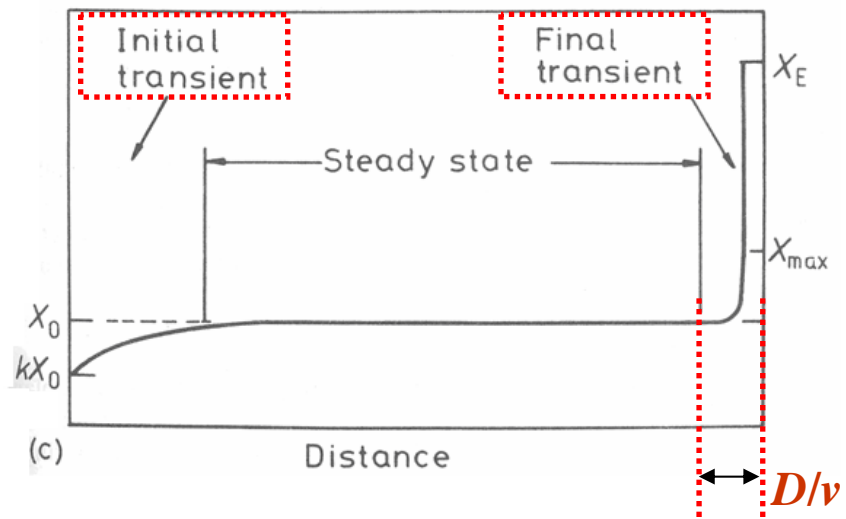 Initial
transient
Final
transient
X_E
Steady state
X_max
X_0
kX_0
(c)
Distance
D/v